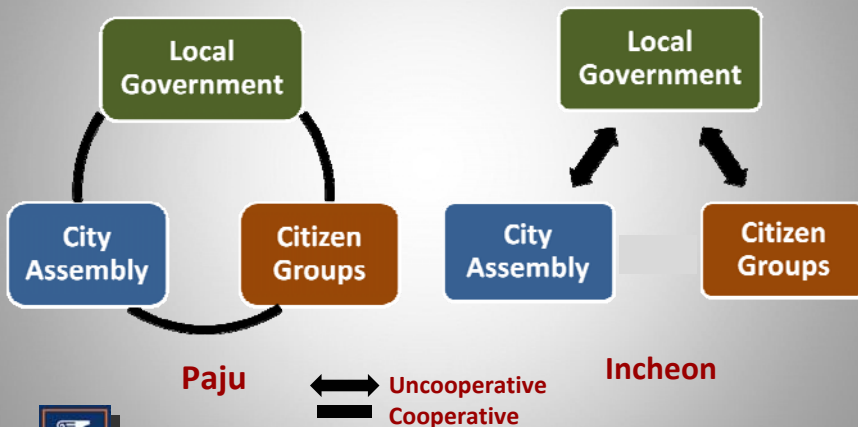 Local
Government
City
Assembly
Citizen
Groups
Paju
Local
Government
City
Assembly
Citizen
Groups
Incheon
Uncooperative
Cooperative